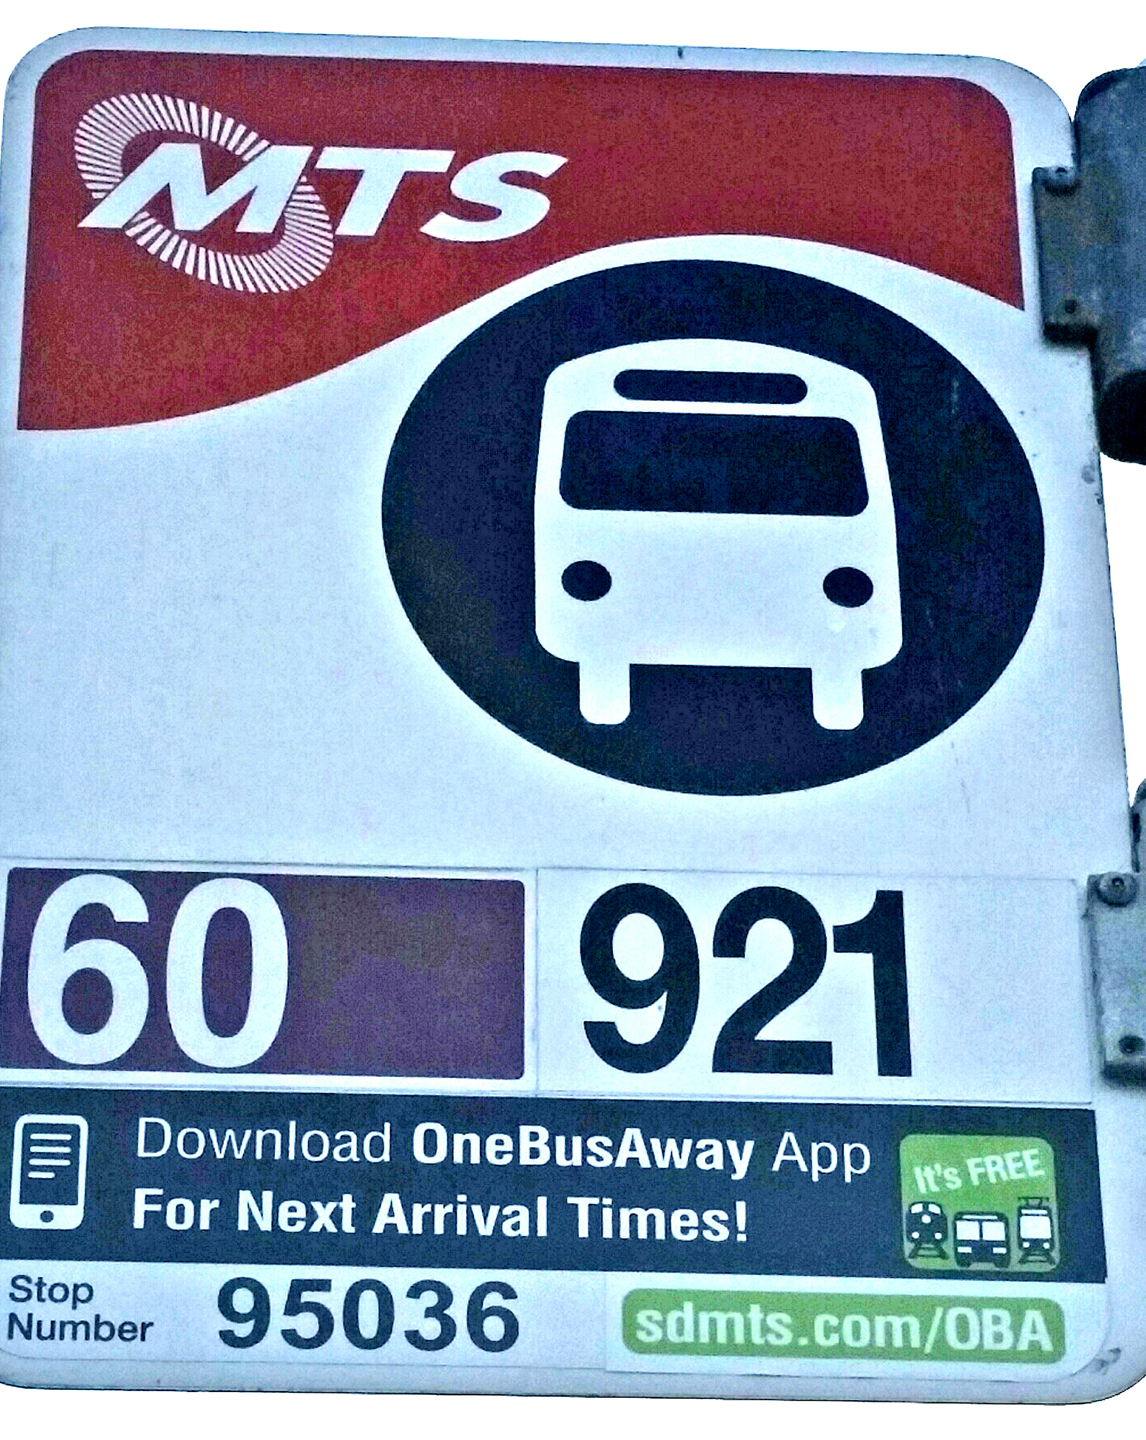 MTS
60
921
Download OneBusAway App
For Next Arrival Times!
It's FREE
Stop
Number
95036
sdmts.com/OBA